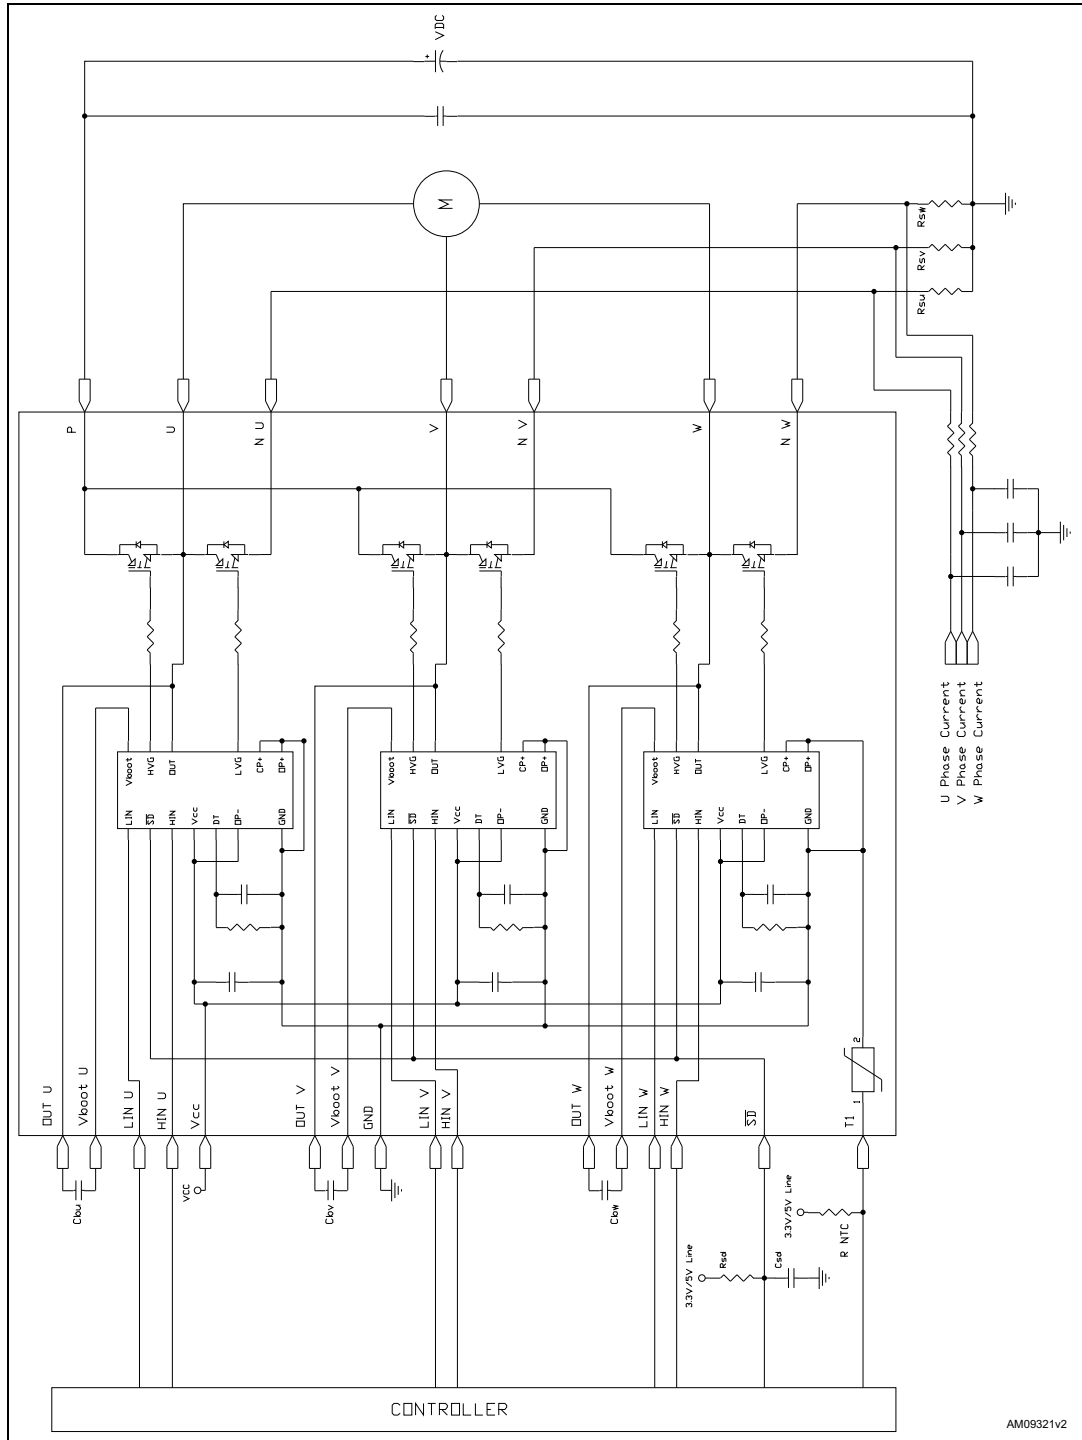 VDC
+
M
Rsw
Rsv
Rsu
P
U
N U
V
N V
W
N W
U Phase Current
V Phase Current
W Phase Current
Vboot
HVG
OUT
LVG
CP+
OP+
LIN
SD
HIN
Vcc
DT
OP-
GND
Vboot
HVG
OUT
LVG
CP+
OP+
LIN
SD
HIN
Vcc
DT
OP-
GND
Vboot
HVG
OUT
LVG
CP+
OP+
LIN
SD
HIN
Vcc
DT
OP-
GND
OUT U
Vboot U
LIN U
HIN U
Vcc
OUT V
Vboot V
GND
LIN V
HIN V
OUT W
Vboot W
LIN W
HIN W
SD
T1
1
2
Cbu
VCC
Cbv
Cbw
3.3V/5V Line
Rsd
Csd
3.3V/5V Line
R NTC
CONTROLLER
AM09321v2